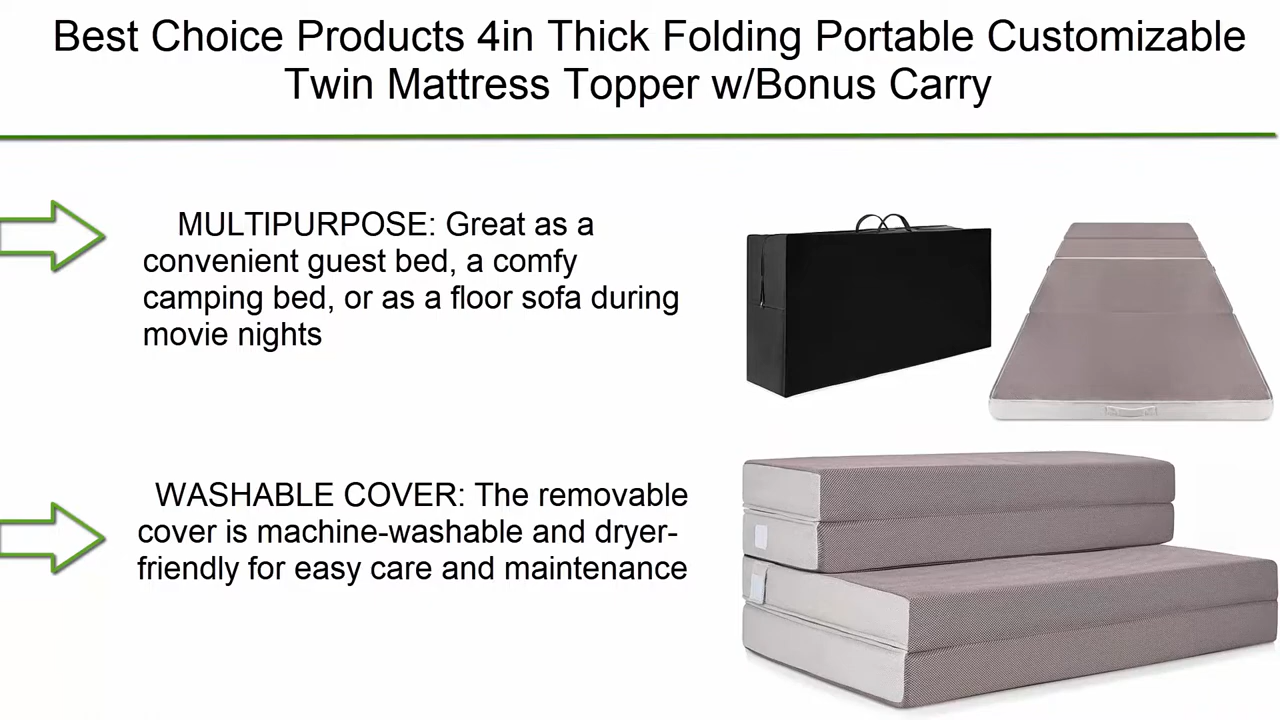 Best Choice Products 4in Thick Folding Portable Customizable
Twin Mattress Topper w/Bonus Carry
MULTIPURPOSE: Great as a
convenient guest bed, a comfy
camping bed, or as a floor sofa during
movie nights
WASHABLE COVER: The removable
cover is machine-washable and dryer-
friendly for easy care and maintenance